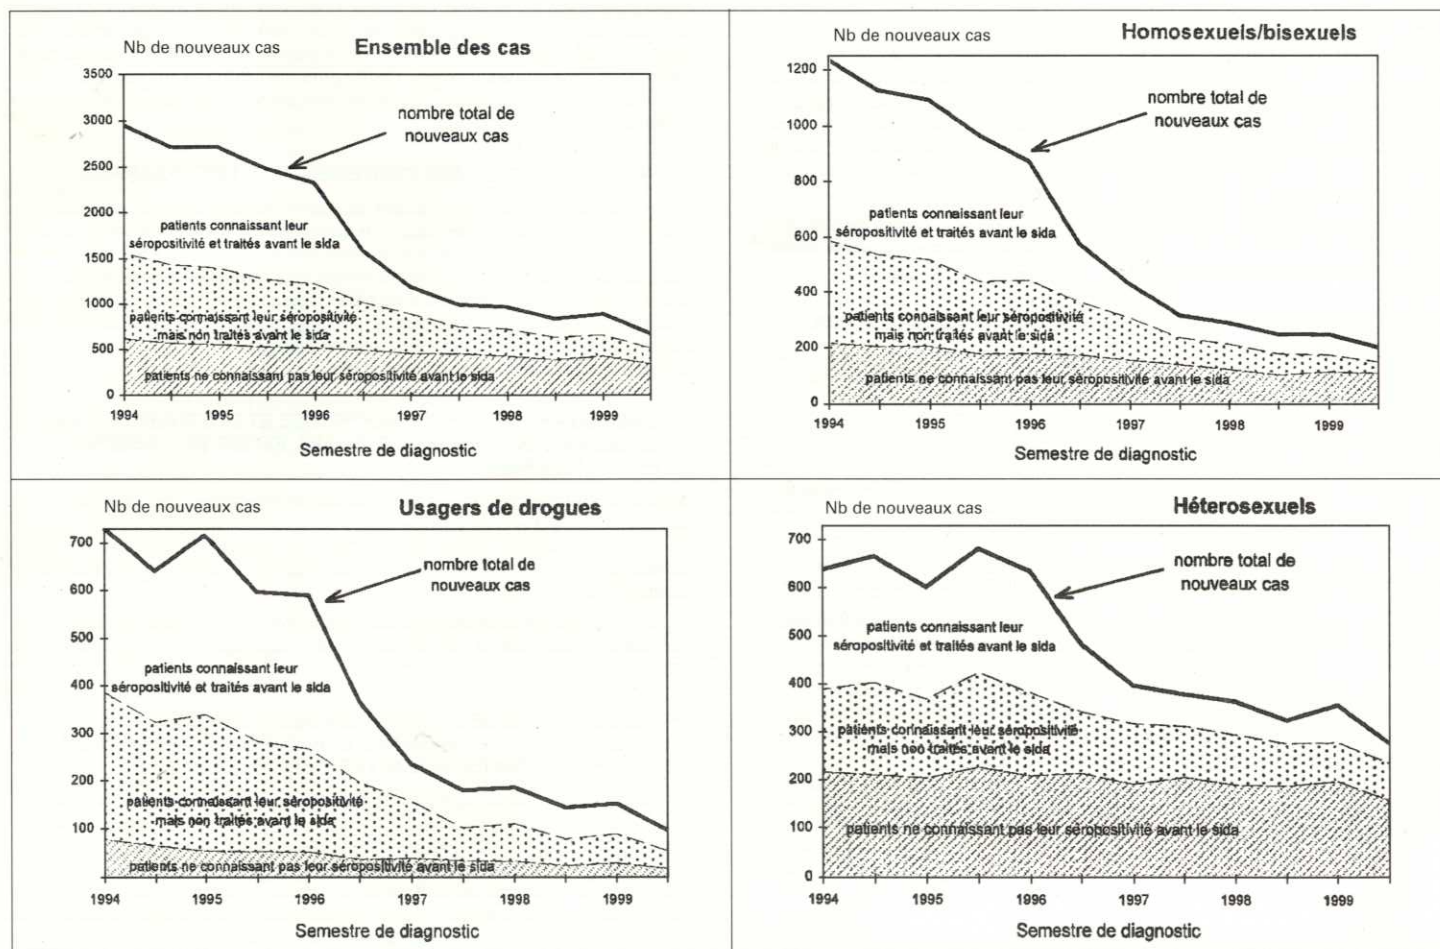 Nb de nouveaux cas
Ensemble des cas
3500
3000
2500
2000
1500
1000
500
0
nombre total de
nouveaux cas
patients connaissant leur
séropositivité et traités avant le sida
patients connaissant leur séropositivité
mais non traités avant le sida
patients ne connaissant pas leur séropositivité avant le sida
1994 1995 1996 1997 1998 1999
Semestre de diagnostic
Nb de nouveaux cas
Homosexuels/bisexuels
1200
1000
800
600
400
200
0
nombre total de
nouveaux cas
patients connaissant leur
séropositivité et traités avant le sida
patients connaissant leur séropositivité
mais non traités avant le sida
patients ne connaissant pas leur séropositivité avant le sida
1994 1995 1996 1997 1998 1999
Semestre de diagnostic
Nb de nouveaux cas
Usagers de drogues
700
600
500
400
300
200
100
nombre total de
nouveaux cas
patients connaissant leur
séropositivité et traités avant le sida
patients connaissant leur séropositivité
mais non traités avant le sida
patients ne connaissant pas leur séropositivité avant le sida
1994 1995 1996 1997 1998 1999
Semestre de diagnostic
Nb de nouveaux cas
Héterosexuels
700
600
500
400
300
200
100
0
nombre total de
nouveaux cas
patients connaissant leur
séropositivité et traités avant le sida
patients connaissant leur séropositivité
mais non traités avant le sida
patients ne connaissant pas leur séropositivité avant le sida
1994 1995 1996 1997 1998 1999
Semestre de diagnostic